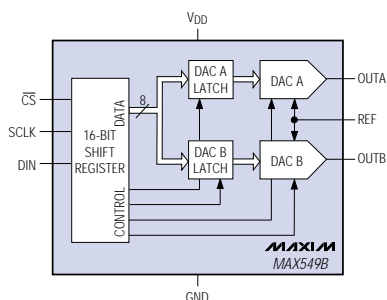 VDD
CS
SCLK
DIN
16-BIT
SHIFT
REGISTER
DATA
CONTROL
8
DAC A
LATCH
DAC A
DAC B
LATCH
DAC B
OUTA
REF
OUTB
MAXIM
MAX549B
GND